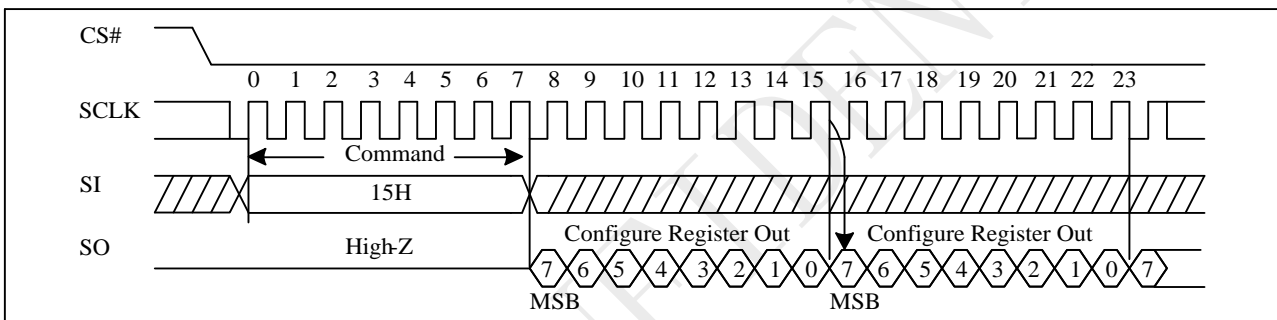 CS#
0 1 2 3 4 5 6 7 8 9 10 11 12 13 14 15 16 17 18 19 20 21 22 23
SCLK
Command
SI
15H
SO
High-Z
Configure Register Out
Configure Register Out
7 6 5 4 3 2 1 0 7 6 5 4 3 2 1 0 7
MSB
MSB